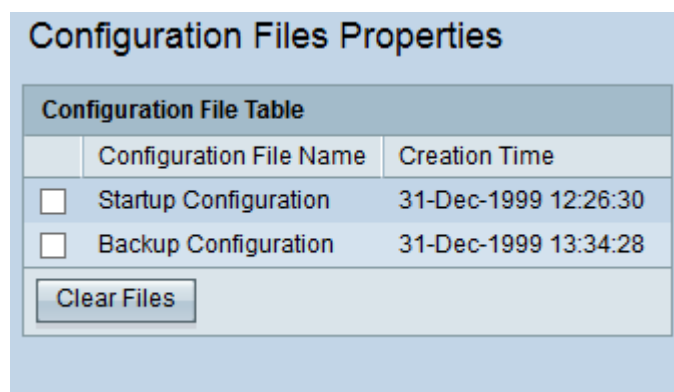 Configuration Files Properties
Configuration File Table
Configuration File Name Creation Time
Startup Configuration 31-Dec-1999 12:26:30
Backup Configuration 31-Dec-1999 13:34:28
Clear Files